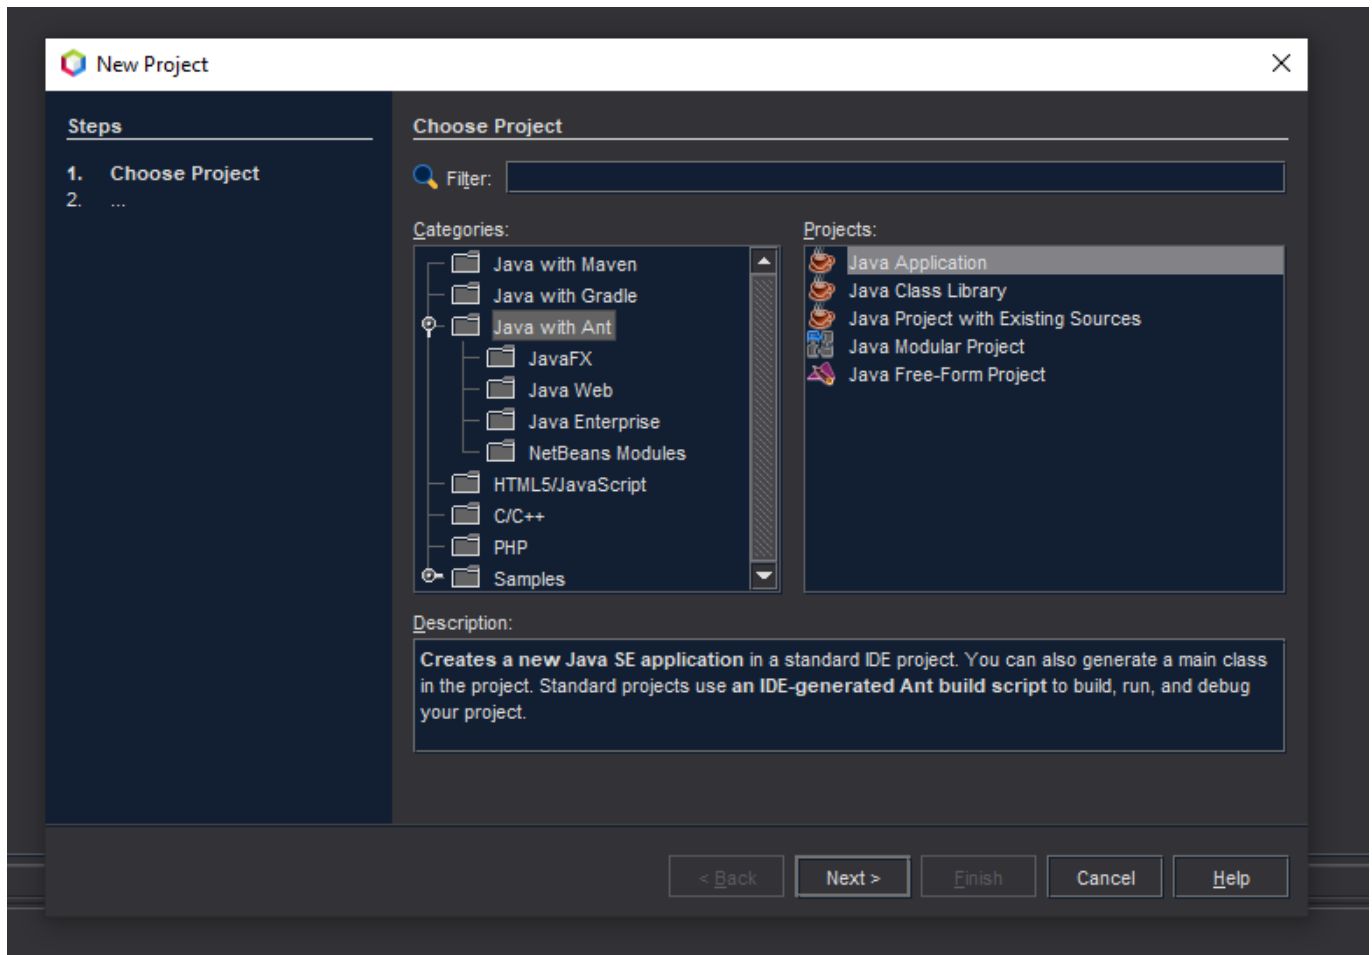 New Project
Steps
1. Choose Project
2. ...
Choose Project
Filter:
Categories:
Java with Maven
Java with Gradle
Java with Ant
JavaFX
Java Web
Java Enterprise
NetBeans Modules
HTML5/JavaScript
C/C++
PHP
Samples
Projects:
Java Application
Java Class Library
Java Project with Existing Sources
Java Modular Project
Java Free-Form Project
Description:
Creates a new Java SE application in a standard IDE project. You can also generate a main class
in the project. Standard projects use an IDE-generated Ant build script to build, run, and debug
your project.
< Back Next > Finish Cancel Help